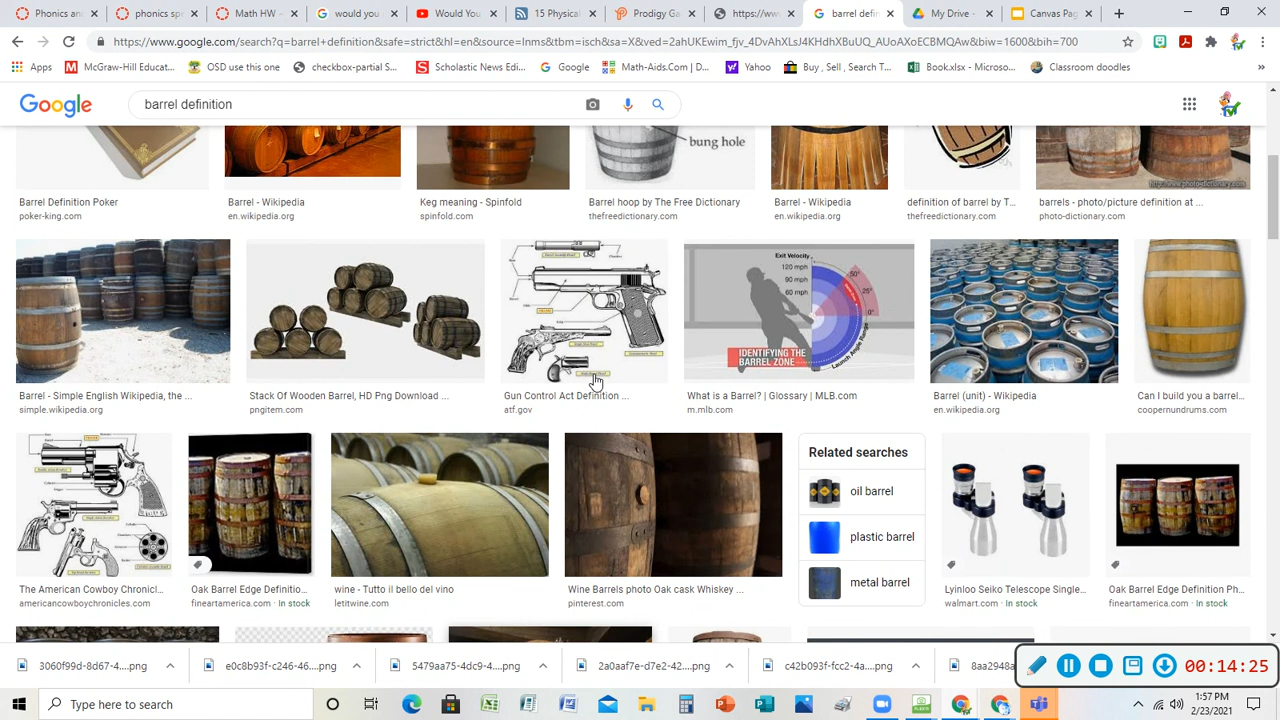 Phonics an
phonics sp
Math HW -
would you
Would You
15 Physical
Prodigy Ga
https://ww
barrel defin
My Drive -
Canvas Pag
https://www.google.com/search?q=barrel+definition&safe=strict&hl=en&source=lnms&tbm=isch&sa=X&ved=2ahUKEwim_fjv_4DvAhXLsJ4KHdhXBuUQ_AUoAXoECBMQAw&biw=1600&bih=700
Apps
McGraw-Hill Educat...
OSD use this one
checkbox-partial S...
Scholastic News Edi...
Google
Math-Aids.Com | D...
Yahoo
Buy , Sell , Search T...
Book.xlsx - Microso...
Classroom doodles
Google
barrel definition
bung hole
Barrel Definition Poker
poker-king.com
Barrel - Wikipedia
en.wikipedia.org
Keg meaning - Spinfold
spinfold.com
Barrel hoop by The Free Dictionary
thefreedictionary.com
Barrel - Wikipedia
en.wikipedia.org
definition of barrel by T...
thefreedictionary.com
barrels - photo/picture definition at ...
photo-dictionary.com
Exit Velocity
120 mph
90 mph
60 mph
IDENTIFYING THE
BARREL ZONE
Barrel - Simple English Wikipedia, the ...
simple.wikipedia.org
Stack Of Wooden Barrel, HD Png Download ...
pngitem.com
Gun Control Act Definition ...
atf.gov
What is a Barrel? | Glossary | MLB.com
m.mlb.com
Barrel (unit) - Wikipedia
en.wikipedia.org
Can I build you a barrel...
coopernundrums.com
Related searches
oil barrel
plastic barrel
metal barrel
The American Cowboy Chronicl...
americancowboychronicles.com
Oak Barrel Edge Definitio...
fineartamerica.com · In stock
wine - Tutto il bello del vino
letitwine.com
Wine Barrels photo Oak cask Whiskey ...
pinterest.com
Lyinloo Seiko Telescope Single...
walmart.com · In stock
Oak Barrel Edge Definition Ph...
fineartamerica.com · In stock
3060f99d-8d67-4....png
e0c8b93f-c246-46....png
5479aa75-4dc9-4....png
2a0aaf7e-d7e2-42....png
c42b093f-fcc2-4a....png
8aa2948a
00:14:25
Type here to search
1:57 PM
2/23/2021